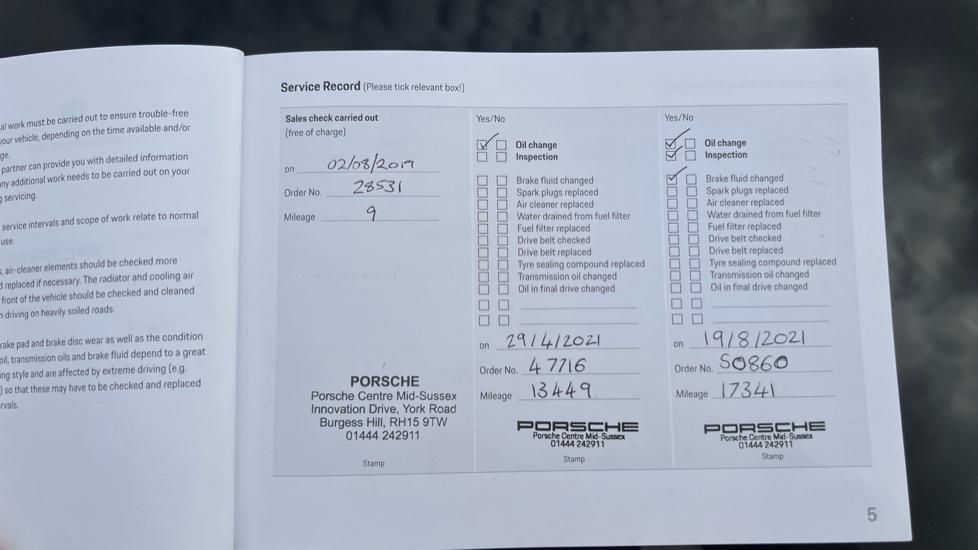 al work must be carried out to ensure trouble-free
your vehicle, depending on the time available and/or
ge.
partner can provide you with detailed information
ny additional work needs to be carried out on your
g servicing.
service intervals and scope of work relate to normal
use.
s, air-cleaner elements should be checked more
d replaced if necessary. The radiator and cooling air
front of the vehicle should be checked and cleaned
n driving on heavily soiled roads.
rake pad and brake disc wear as well as the condition
oil, transmission oils and brake fluid depend to a great
ing style and are affected by extreme driving (e.g.
) so that these may have to be checked and replaced
rvals.
Service Record (Please tick relevant box!)
Sales check carried out
(free of charge)
on 02/08/2019
Order No. 28531
Mileage 9
PORSCHE
Porsche Centre Mid-Sussex
Innovation Drive, York Road
Burgess Hill, RH15 9TW
01444 242911
Stamp
Yes/No
Oil change
Inspection
Brake fluid changed
Spark plugs replaced
Air cleaner replaced
Water drained from fuel filter
Fuel filter replaced
Drive belt checked
Drive belt replaced
Tyre sealing compound replaced
Transmission oil changed
Oil in final drive changed
on 29/4/2021
Order No. 47716
Mileage 13449
PORSCHE
Porsche Centre Mid-Sussex
01444 242911
Stamp
Yes/No
Oil change
Inspection
Brake fluid changed
Spark plugs replaced
Air cleaner replaced
Water drained from fuel filter
Fuel filter replaced
Drive belt checked
Drive belt replaced
Tyre sealing compound replaced
Transmission oil changed
Oil in final drive changed
on 19/8/2021
Order No. 50860
Mileage 17341
PORSCHE
Porsche Centre Mid-Sussex
01444 242911
Stamp
5